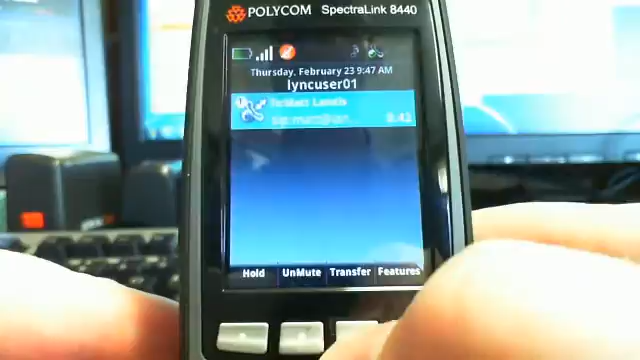 POLYCOM SpectraLink 8440
Thursday, February 23 9:47 AM
lyncuser01
Hold UnMute Transfer Features